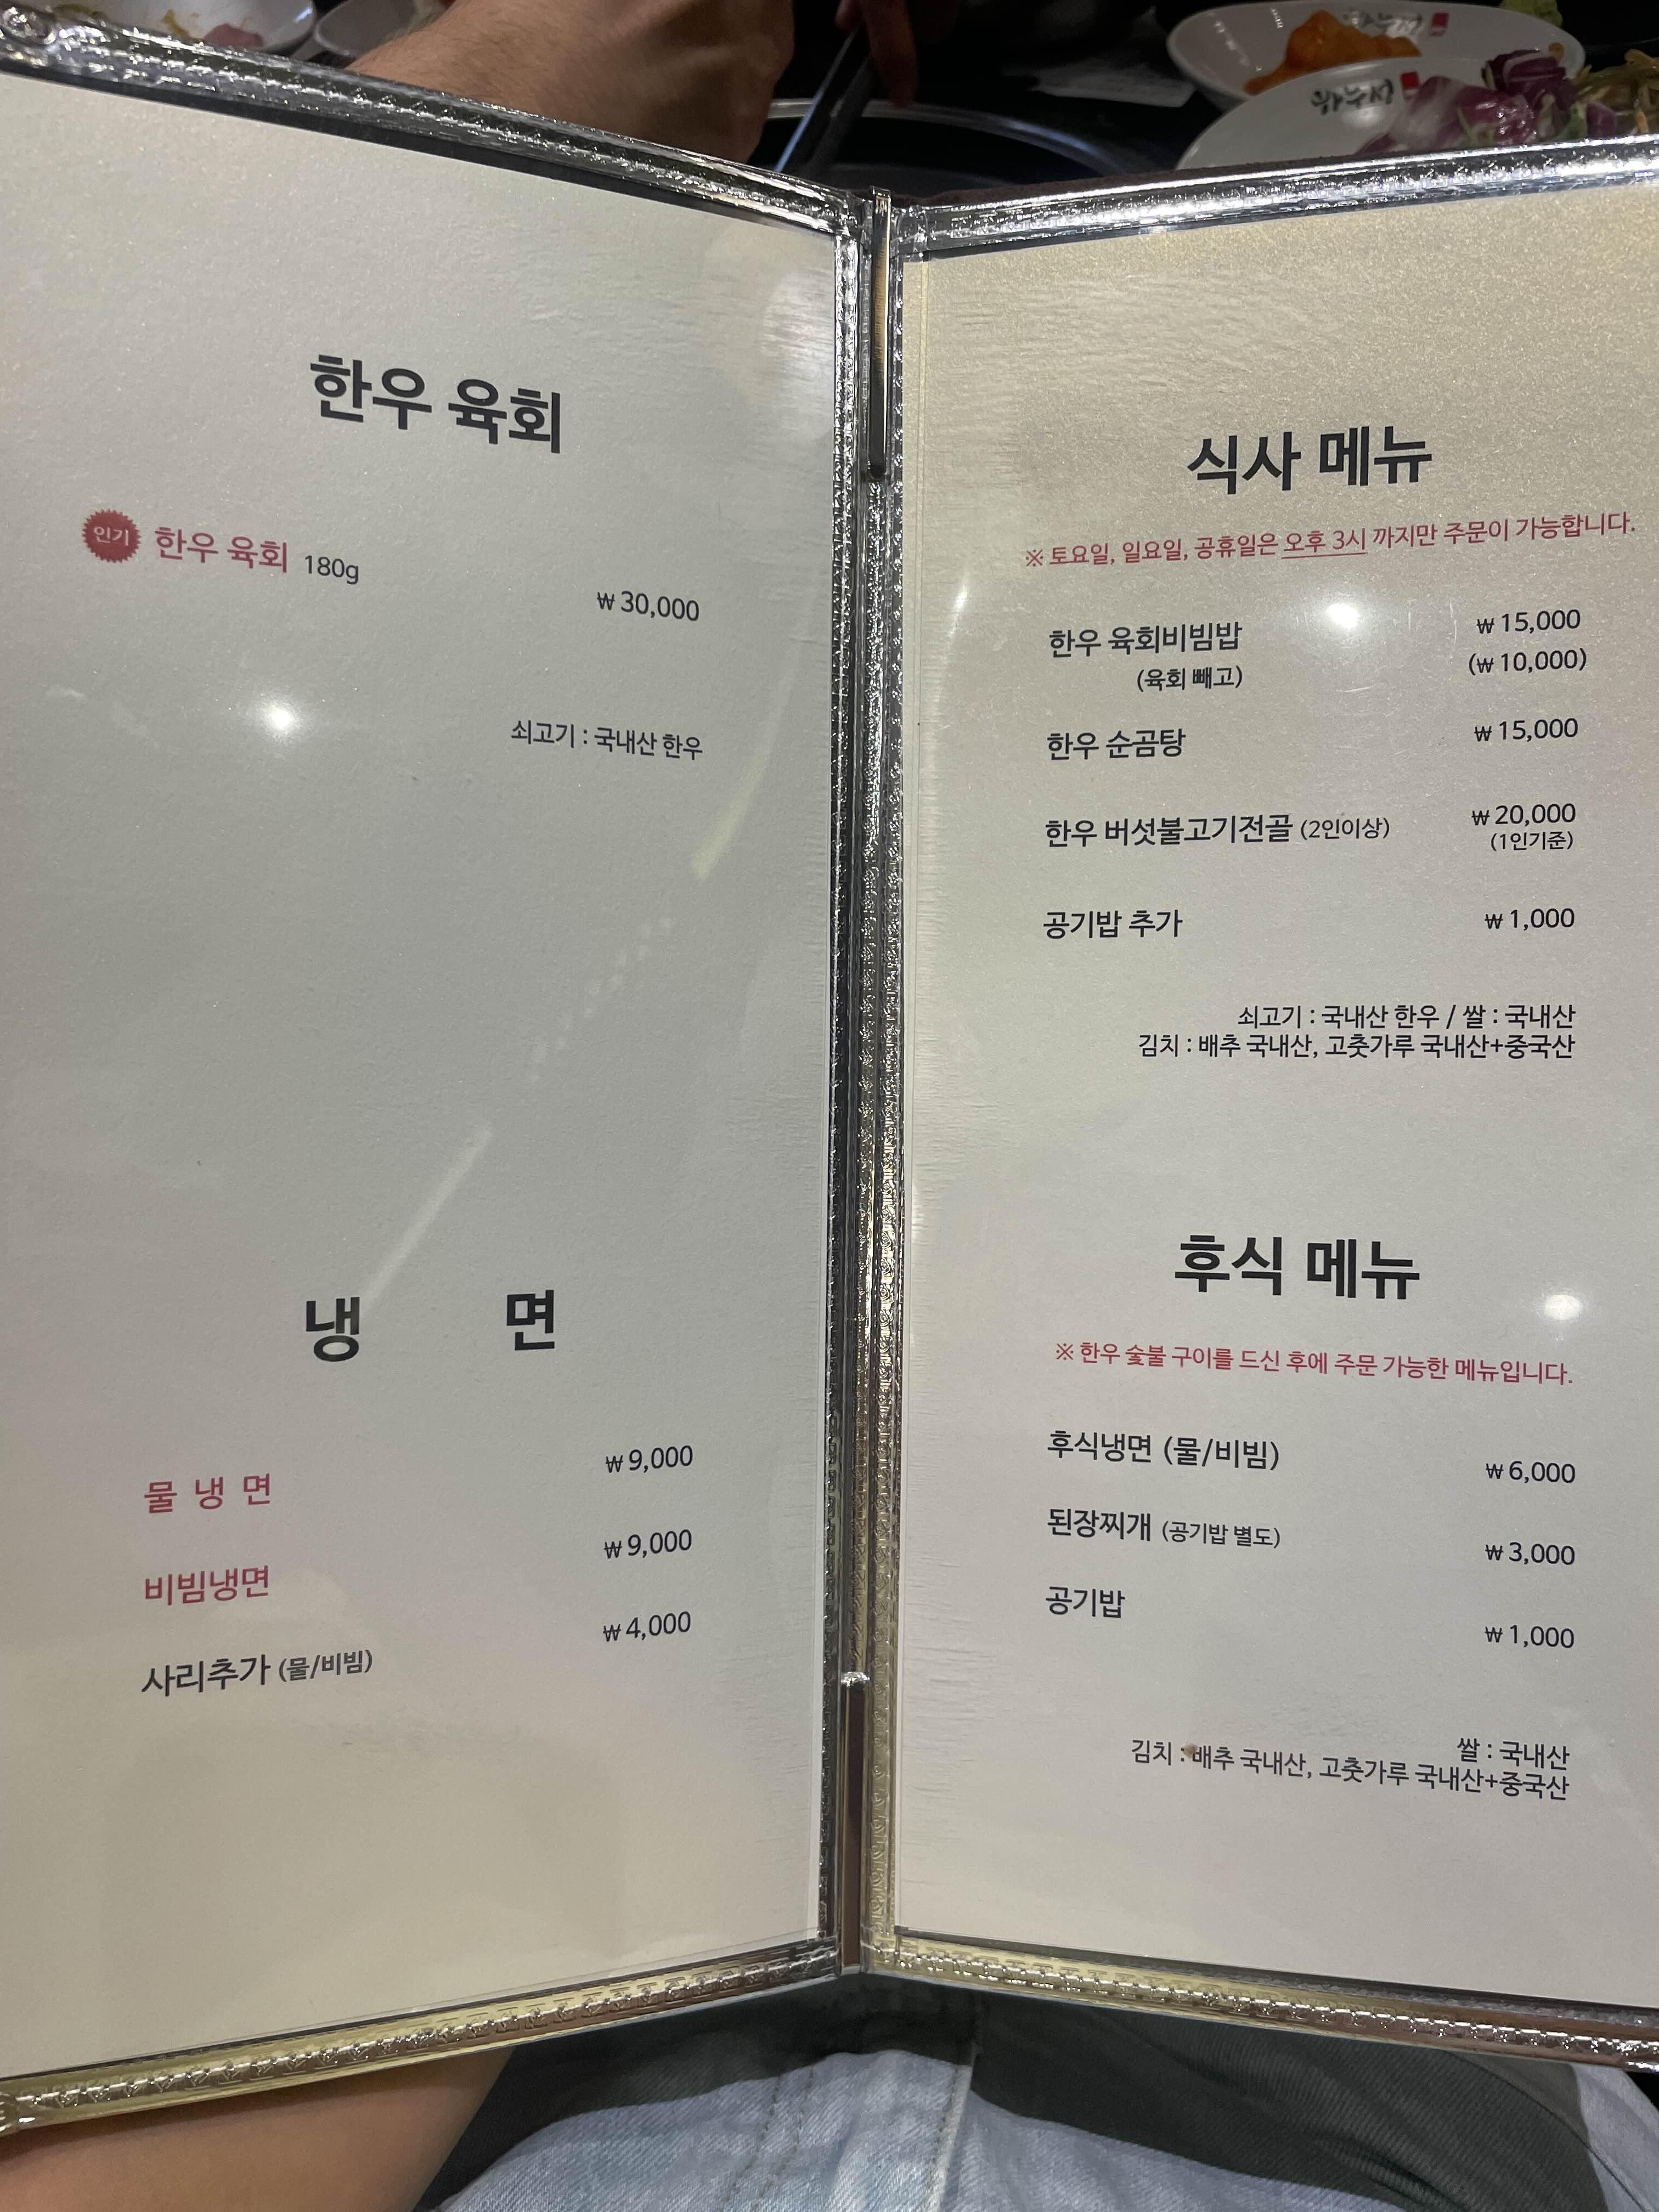 한우 육회
인기 한우 육회 180g
₩30,000
쇠고기 : 국내산 한우
냉 면
물 냉 면 ₩9,000
비빔냉면 ₩9,000
사리추가 (물/비빔) ₩4,000
식사 메뉴
※ 토요일, 일요일, 공휴일은 오후 3시 까지만 주문이 가능합니다.
한우 육회비빔밥 ₩15,000
(육회 빼고) (₩10,000)
한우 순곰탕 ₩15,000
한우 버섯불고기전골 (2인이상) ₩20,000
(1인기준)
공기밥 추가 ₩1,000
쇠고기 : 국내산 한우 / 쌀 : 국내산
김치 : 배추 국내산, 고춧가루 국내산+중국산
후식 메뉴
※ 한우 숯불 구이를 드신 후에 주문 가능한 메뉴입니다.
후식냉면 (물/비빔) ₩6,000
된장찌개 (공기밥 별도) ₩3,000
공기밥 ₩1,000
쌀 : 국내산
김치 : 배추 국내산, 고춧가루 국내산+중국산